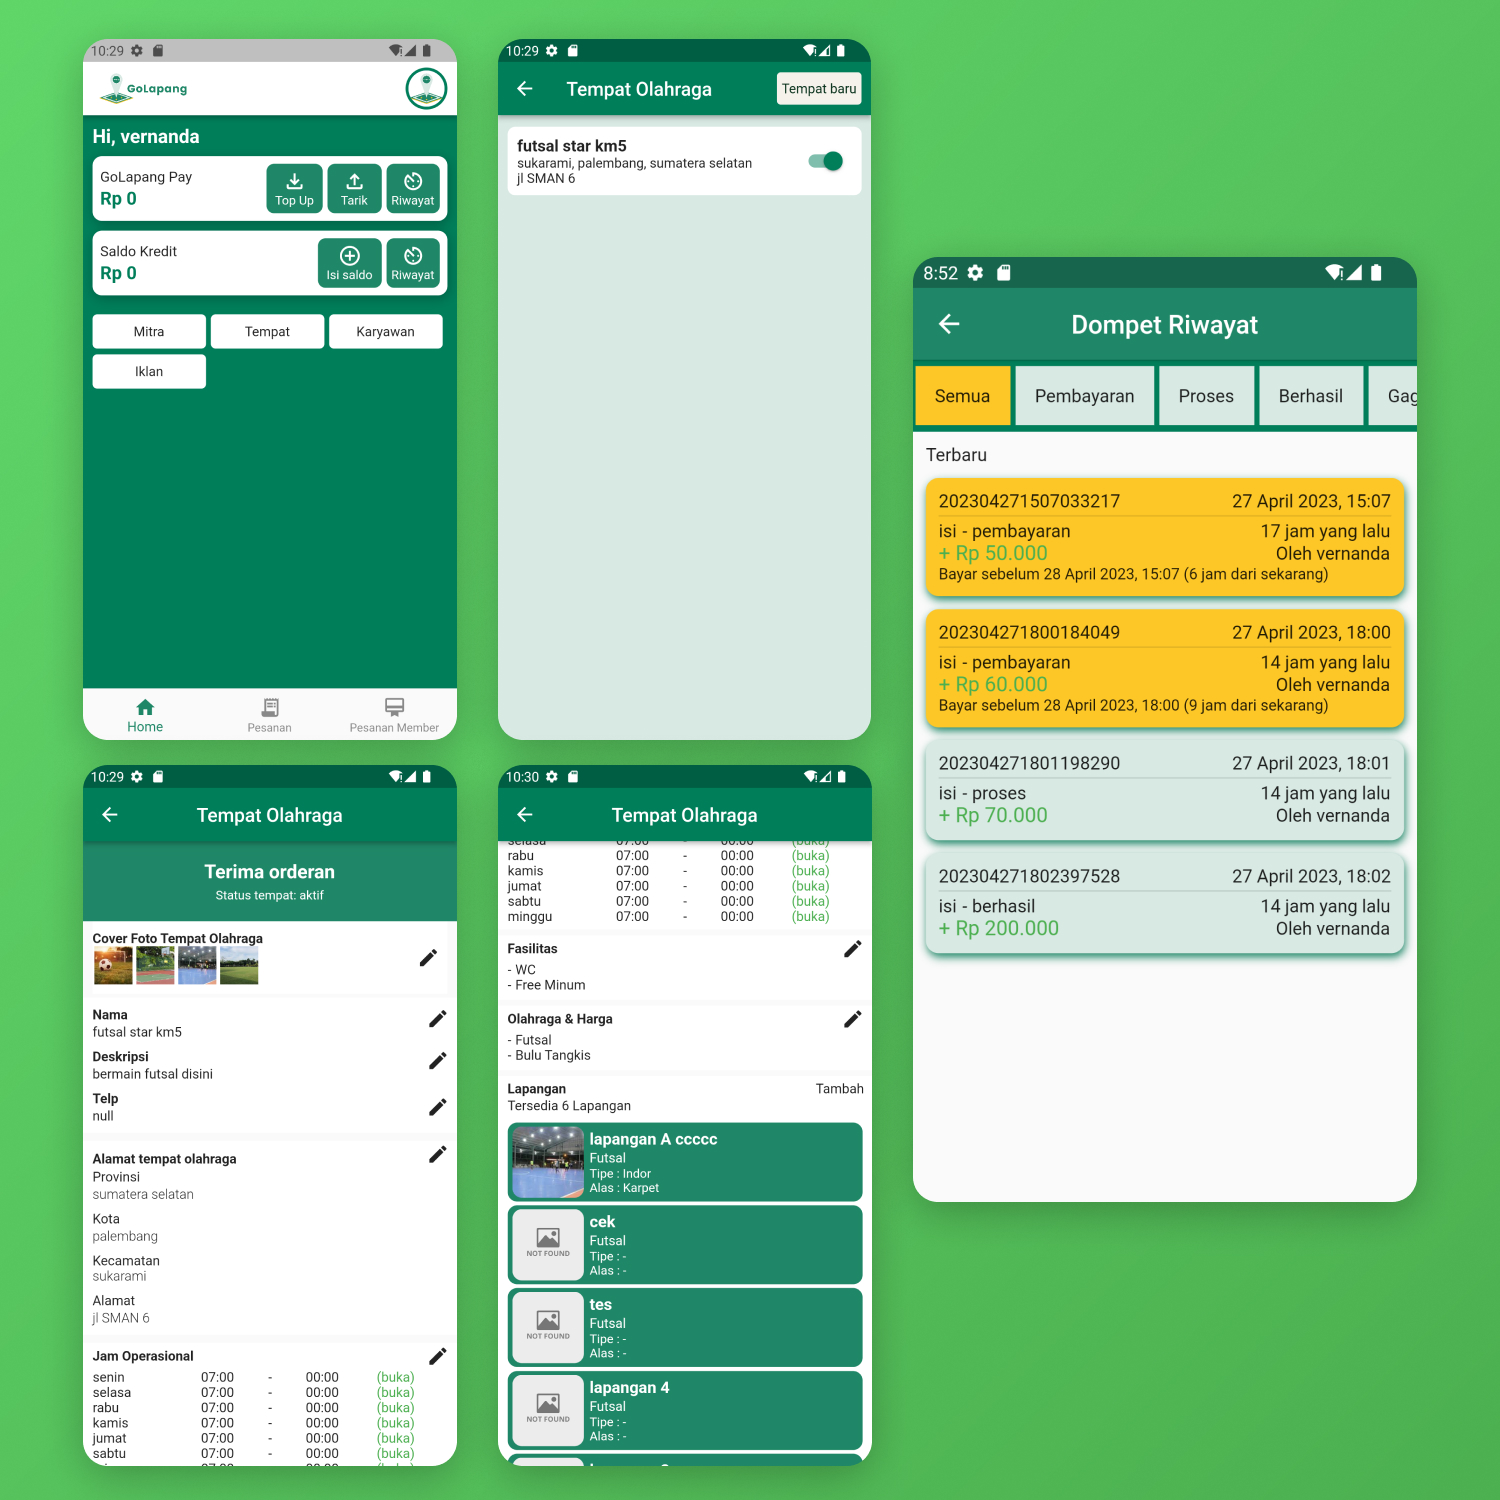 10:29
GoLapang
Hi, vernanda
GoLapang Pay
Rp 0
Top Up
Tarik
Riwayat
Saldo Kredit
Rp 0
Isi saldo
Riwayat
Mitra
Tempat
Karyawan
Iklan
Home
Pesanan
Pesanan Member
10:29
Tempat Olahraga
Tempat baru
futsal star km5
sukarami, palembang, sumatera selatan
jl SMAN 6
8:52
Dompet Riwayat
Semua
Pembayaran
Proses
Berhasil
Gag
Terbaru
202304271507033217 27 April 2023, 15:07
isi - pembayaran 17 jam yang lalu
+ Rp 50.000 Oleh vernanda
Bayar sebelum 28 April 2023, 15:07 (6 jam dari sekarang)
202304271800184049 27 April 2023, 18:00
isi - pembayaran 14 jam yang lalu
+ Rp 60.000 Oleh vernanda
Bayar sebelum 28 April 2023, 18:00 (9 jam dari sekarang)
202304271801198290 27 April 2023, 18:01
isi - proses 14 jam yang lalu
+ Rp 70.000 Oleh vernanda
202304271802397528 27 April 2023, 18:02
isi - berhasil 14 jam yang lalu
+ Rp 200.000 Oleh vernanda
10:29
Tempat Olahraga
Terima orderan
Status tempat: aktif
Cover Foto Tempat Olahraga
Nama
futsal star km5
Deskripsi
bermain futsal disini
Telp
null
Alamat tempat olahraga
Provinsi
sumatera selatan
Kota
palembang
Kecamatan
sukarami
Alamat
jl SMAN 6
Jam Operasional
senin 07:00 - 00:00 (buka)
selasa 07:00 - 00:00 (buka)
rabu 07:00 - 00:00 (buka)
kamis 07:00 - 00:00 (buka)
jumat 07:00 - 00:00 (buka)
sabtu 07:00 - 00:00 (buka)
10:30
Tempat Olahraga
selasa 07:00 - 00:00 (buka)
rabu 07:00 - 00:00 (buka)
kamis 07:00 - 00:00 (buka)
jumat 07:00 - 00:00 (buka)
sabtu 07:00 - 00:00 (buka)
minggu 07:00 - 00:00 (buka)
Fasilitas
- WC
- Free Minum
Olahraga & Harga
- Futsal
- Bulu Tangkis
Lapangan Tambah
Tersedia 6 Lapangan
lapangan A ccccc
Futsal
Tipe : Indor
Alas : Karpet
NOT FOUND
cek
Futsal
Tipe : -
Alas : -
NOT FOUND
tes
Futsal
Tipe : -
Alas : -
NOT FOUND
lapangan 4
Futsal
Tipe : -
Alas : -